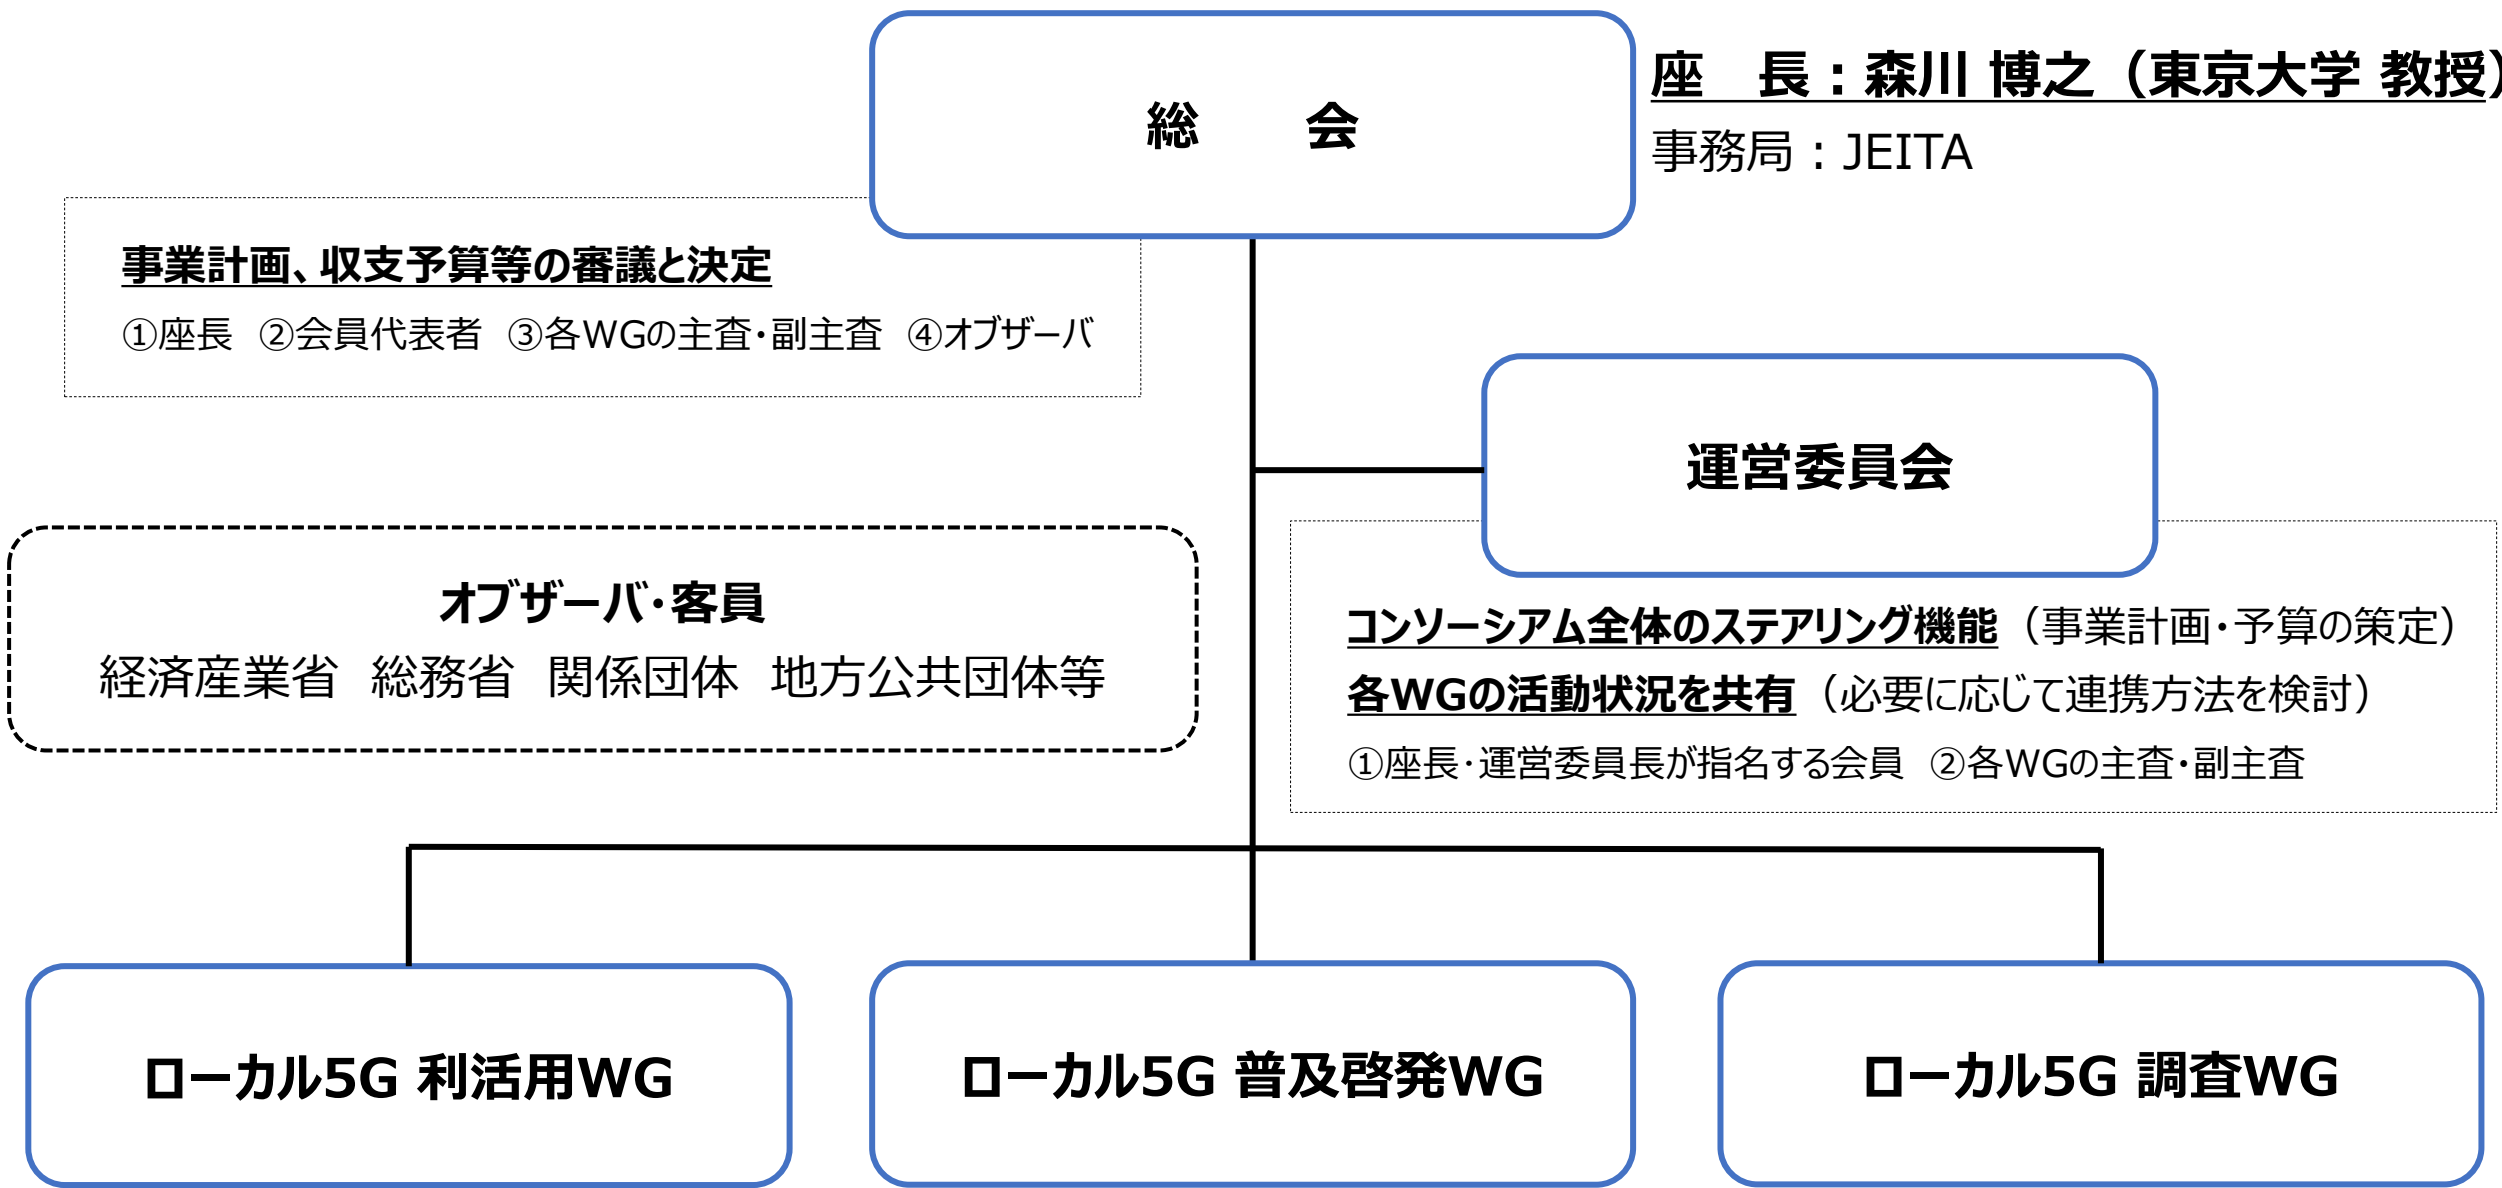 総　　会
座　長：森川 博之（東京大学 教授）
事務局：JEITA
事業計画、収支予算等の審議と決定
①座長 ②会員代表者 ③各WGの主査・副主査 ④オブザーバ
運営委員会
オブザーバ・客員
経済産業省 総務省 関係団体 地方公共団体等
コンソーシアム全体のステアリング機能（事業計画・予算の策定）
各WGの活動状況を共有（必要に応じて連携方法を検討）
①座長・運営委員長が指名する会員 ②各WGの主査・副主査
ローカル5G 利活用WG
ローカル5G 普及啓発WG
ローカル5G 調査WG